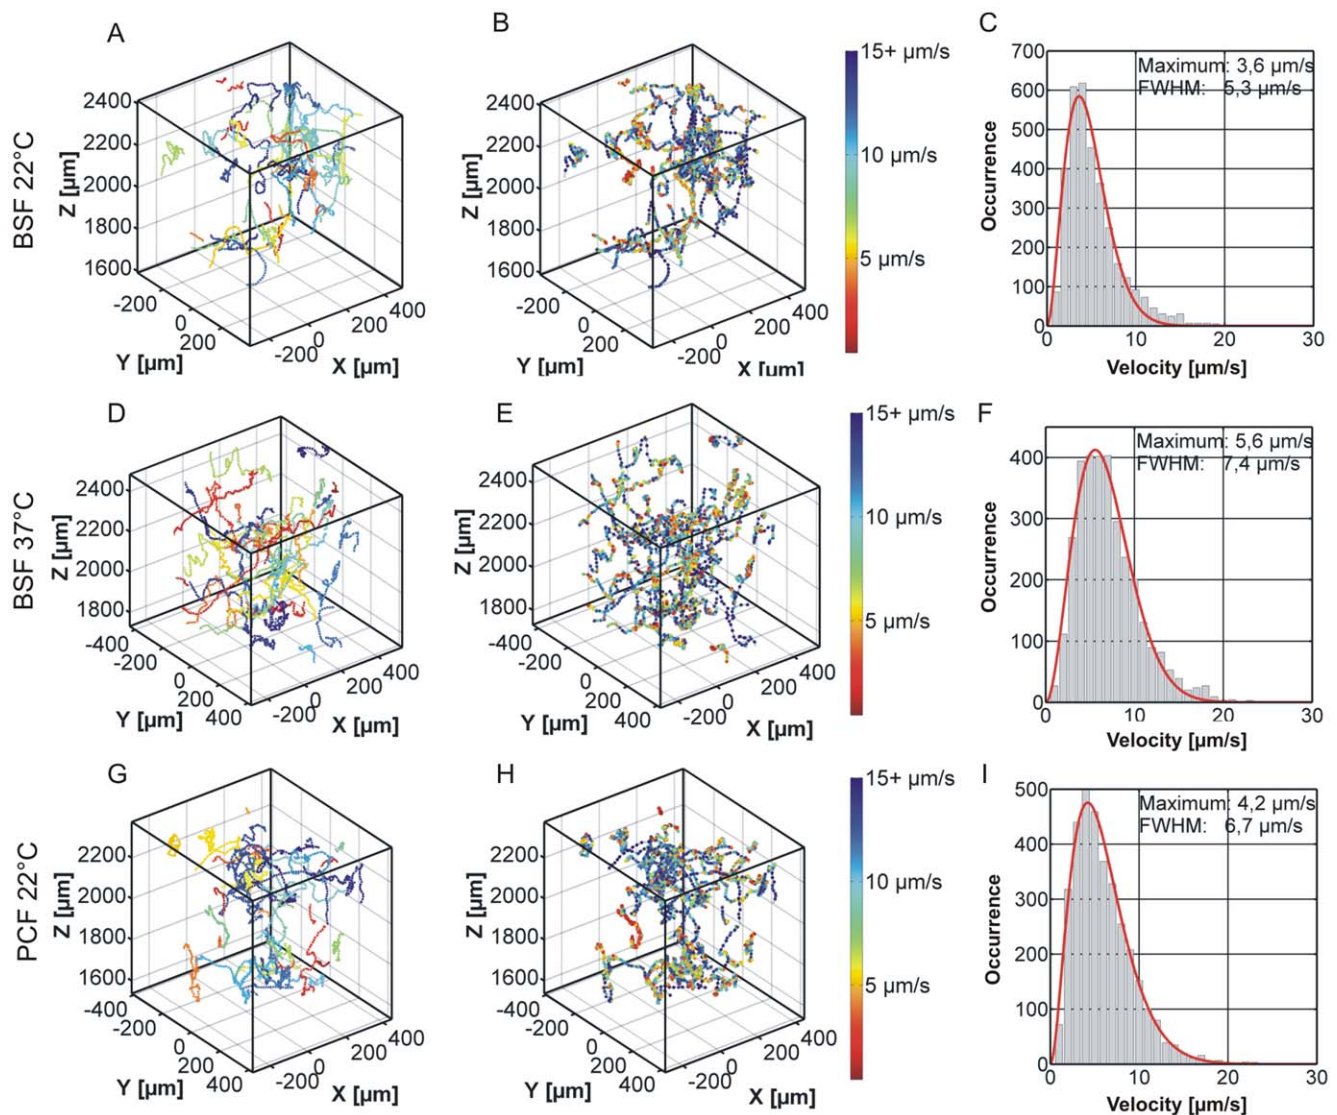 BSF 22°C
A
2400
2200
2000
1800
1600
Z [µm]
-200
0
200
Y [µm]
-200
0
200
400
X [µm]
B
2400
2200
2000
1800
1600
Z [µm]
-200
0
200
Y [µm]
-200
0
200
400
X [µm]
15+ µm/s
10 µm/s
5 µm/s
C
Maximum: 3,6 µm/s
FWHM: 5,3 µm/s
700
600
500
400
300
200
100
0
Occurrence
0 10 20 30
Velocity [µm/s]
BSF 37°C
D
2400
2200
2000
1800
Z [µm]
-400
-200
0
200
400
Y [µm]
-200
0
200
400
X [µm]
E
2400
2200
2000
1800
Z [µm]
-400
-200
0
200
400
Y [µm]
-200
0
200
400
X [µm]
15+ µm/s
10 µm/s
5 µm/s
F
Maximum: 5,6 µm/s
FWHM: 7,4 µm/s
400
300
200
100
0
Occurrence
0 10 20 30
Velocity [µm/s]
PCF 22°C
G
2200
2000
1800
1600
Z [µm]
-400
-200
0
200
400
Y [µm]
-200
0
200
400
X [µm]
H
2200
2000
1800
1600
Z [µm]
-400
-200
0
200
400
Y [µm]
-200
0
200
400
X [µm]
15+ µm/s
10 µm/s
5 µm/s
I
Maximum: 4,2 µm/s
FWHM: 6,7 µm/s
500
400
300
200
100
0
Occurrence
0 10 20 30
Velocity [µm/s]